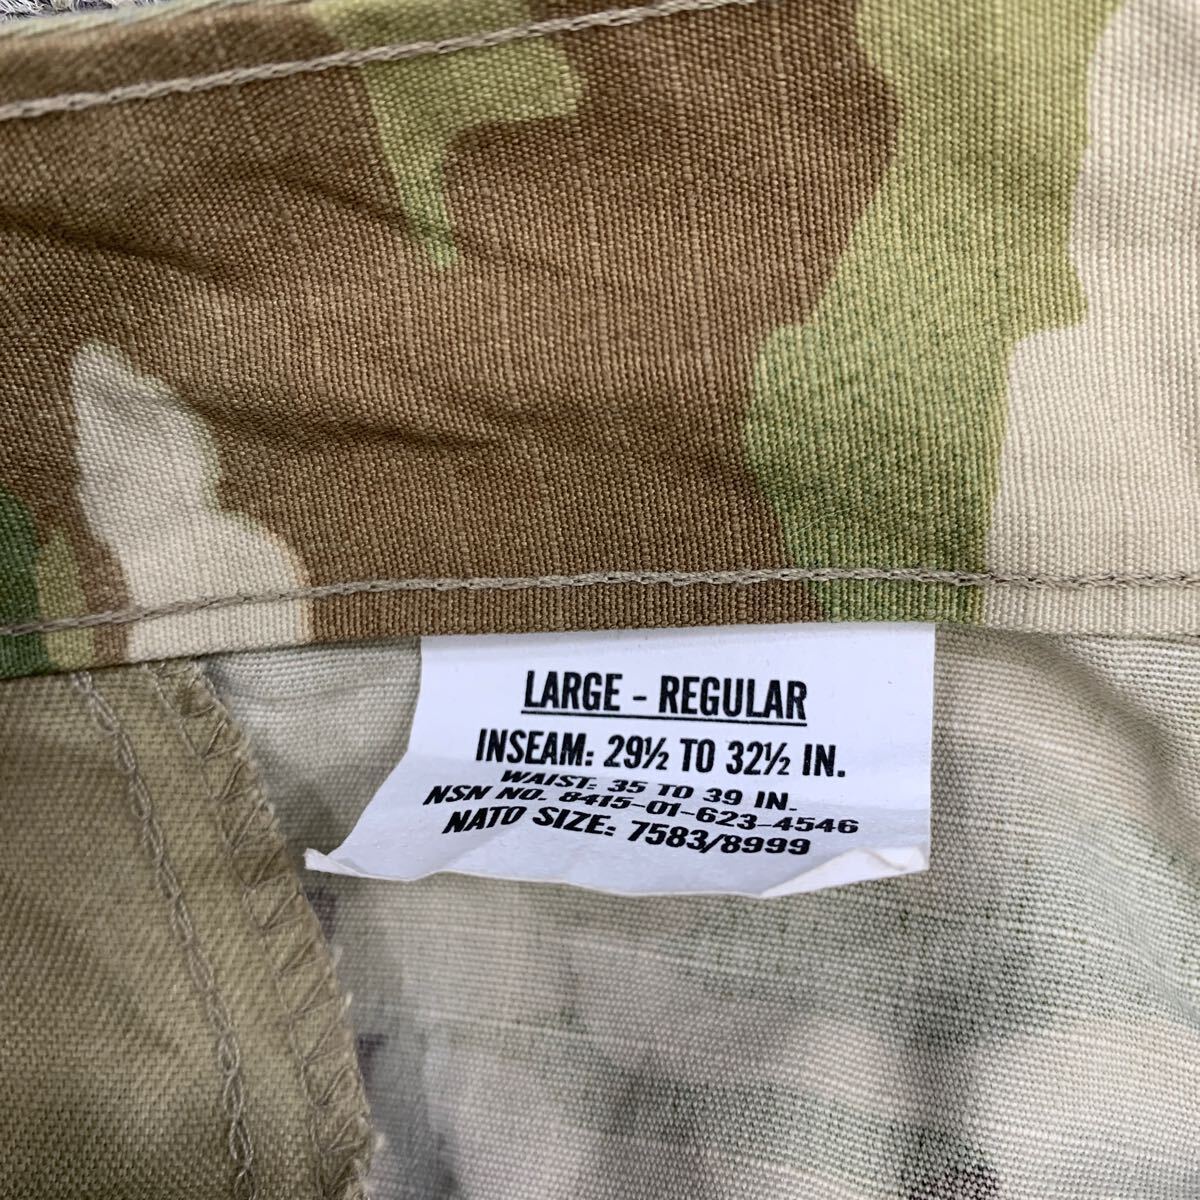 LARGE - REGULAR
INSEAM: 29½ TO 32½ IN.
WAIST: 35 TO 39 IN.
NSN NO. 8415-01-623-4546
NATO SIZE: 7583/8999